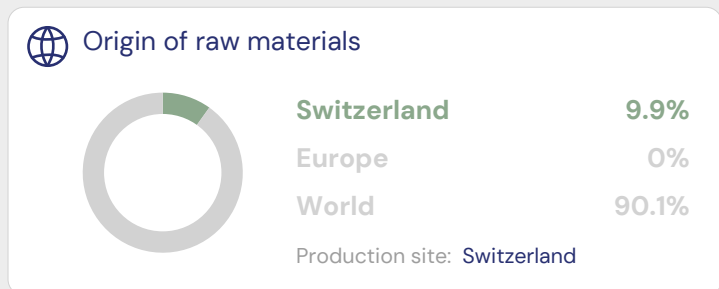 Origin of raw materials
Switzerland 9.9%
Europe 0%
World 90.1%
Production site: Switzerland